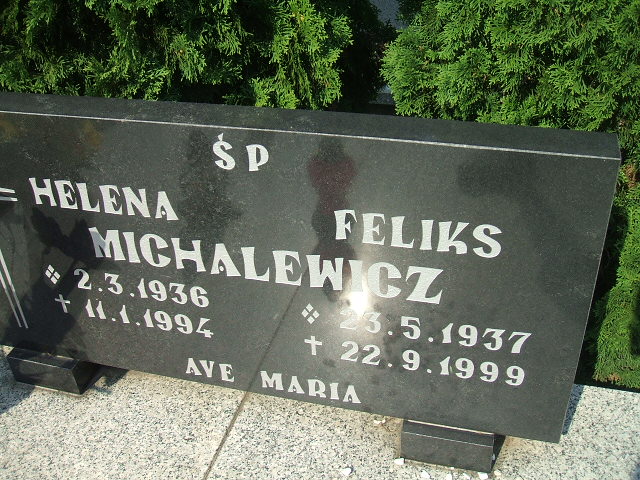 ŚP
HELENA FELIKS
MICHALEWICZ
2.3.1936 23.5.1937
11.1.1994 22.9.1999
AVE MARIA